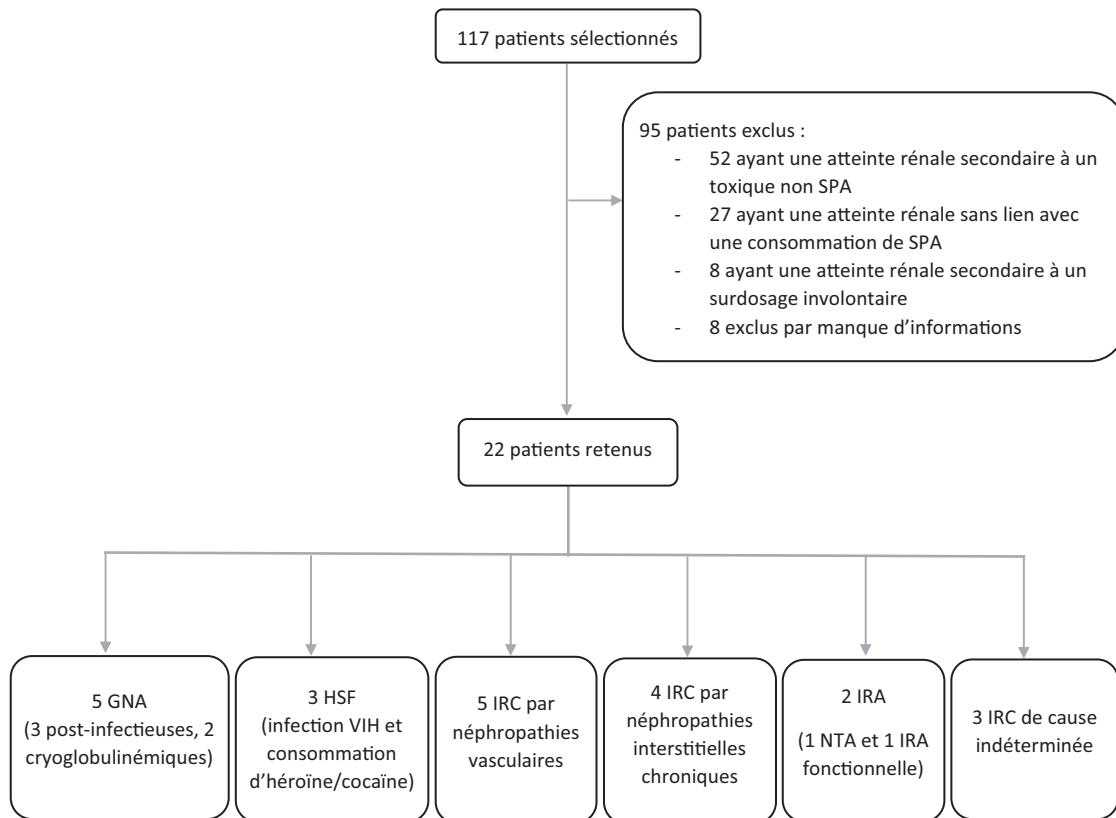 117 patients sélectionnés
95 patients exclus :
- 52 ayant une atteinte rénale secondaire à un
toxique non SPA
- 27 ayant une atteinte rénale sans lien avec
une consommation de SPA
- 8 ayant une atteinte rénale secondaire à un
surdosage involontaire
- 8 exclus par manque d'informations
22 patients retenus
5 GNA
(3 post-infectieuses, 2
cryoglobulinémiques)
3 HSF
(infection VIH et
consommation
d'héroïne/cocaïne)
5 IRC par
néphropathies
vasculaires
4 IRC par
néphropathies
interstitielles
chroniques
2 IRA
(1 NTA et 1 IRA
fonctionnelle)
3 IRC de cause
indéterminée